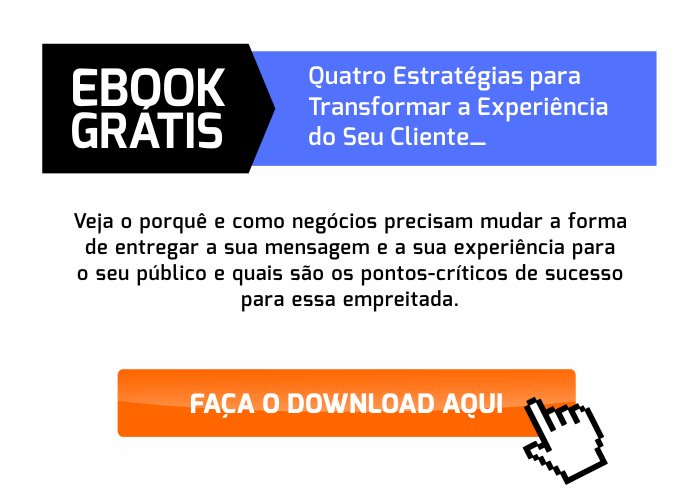 EBOOK
GRÁTIS
Quatro Estratégias para
Transformar a Experiência
do Seu Cliente_
Veja o porquê e como negócios precisam mudar a forma
de entregar a sua mensagem e a sua experiência para
o seu público e quais são os pontos-críticos de sucesso
para essa empreitada.
FAÇA O DOWNLOAD AQUI